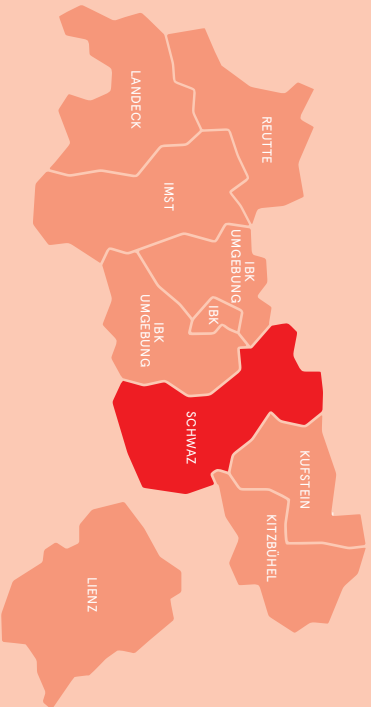 REUTTE
LANDECK
IMST
IBK
UMGEBUNG
IBK
IBK
UMGEBUNG
SCHWAZ
KUFSTEIN
KITZBÜHEL
LIENZ